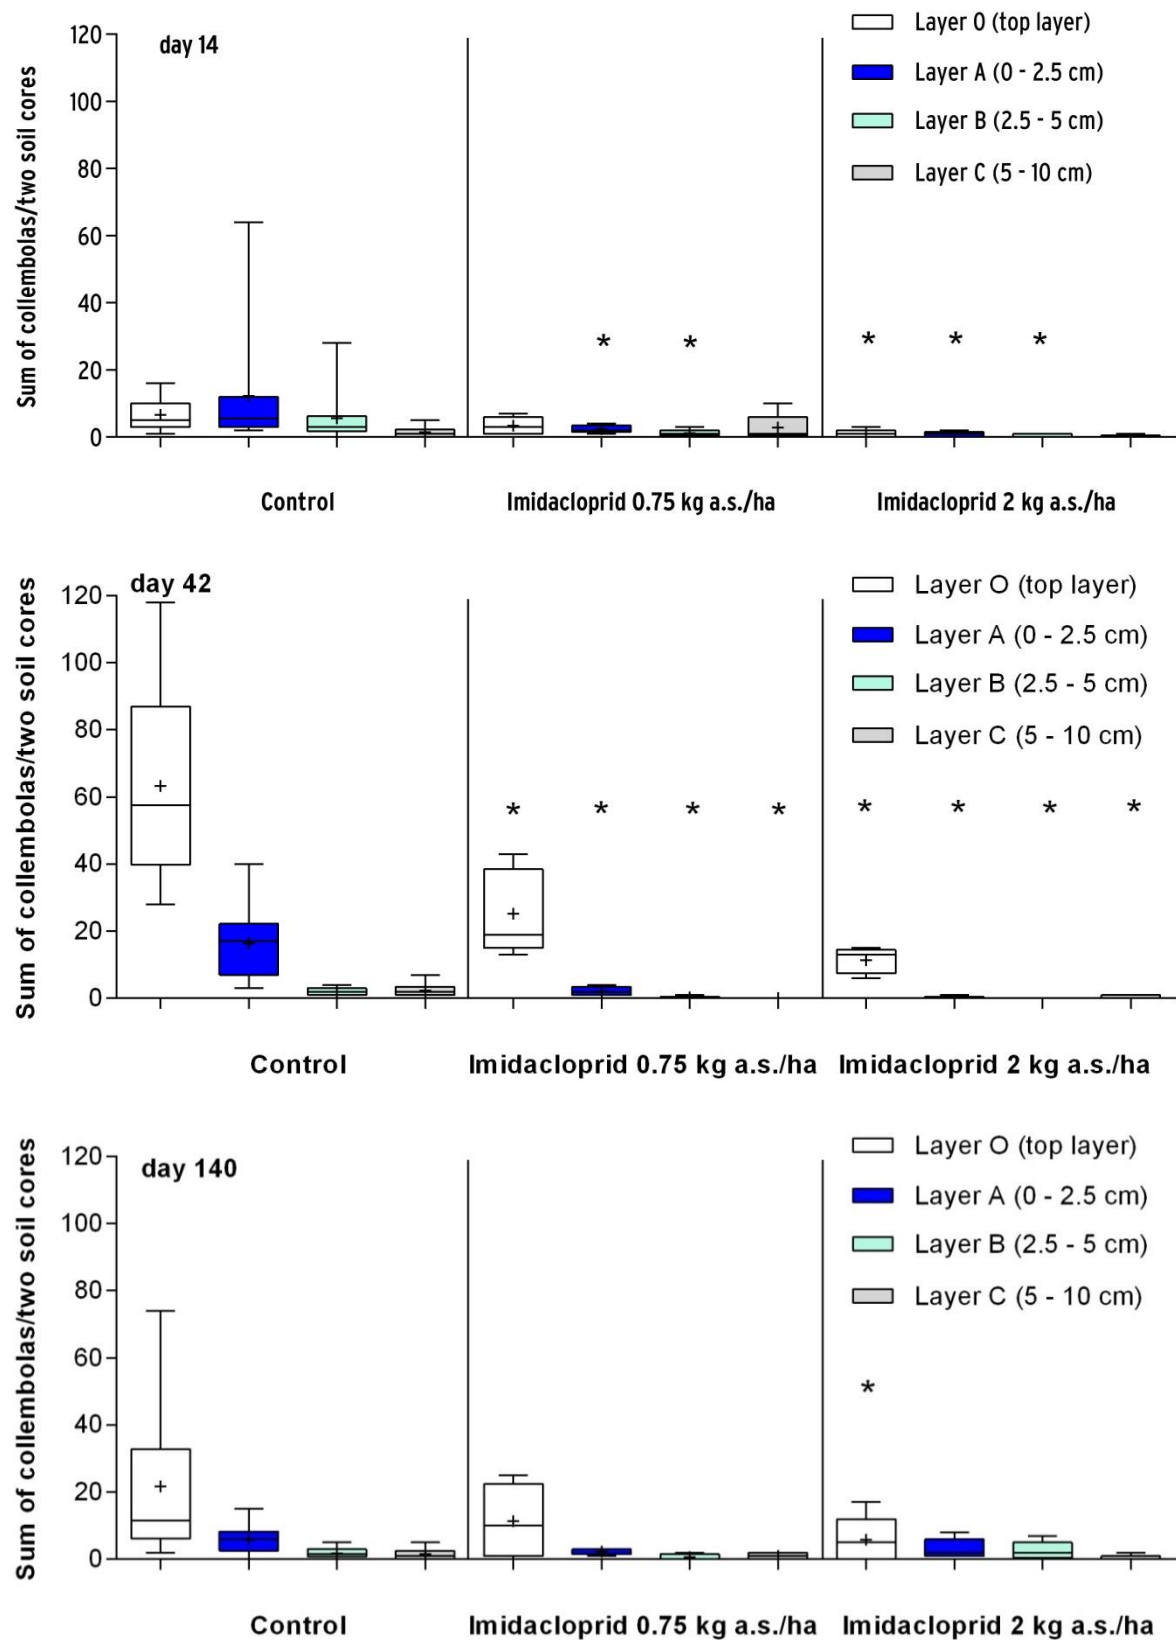 Layer O (top layer)
120
day 14
Layer A (0 - 2.5 cm)
100
Layer B (2.5 - 5 cm)
80
Layer C (5 - 10 cm)
60
40
* * * * *
20
0
Sum of collembolas/two soil cores
Control Imidacloprid 0.75 kg a.s./ha Imidacloprid 2 kg a.s./ha
day 42
Layer O (top layer)
120
Layer A (0 - 2.5 cm)
100
Layer B (2.5 - 5 cm)
80
Layer C (5 - 10 cm)
60
* * * * * * * *
40
20
0
Sum of collembolas/two soil cores
Control Imidacloprid 0.75 kg a.s./ha Imidacloprid 2 kg a.s./ha
Layer O (top layer)
120
day 140
Layer A (0 - 2.5 cm)
100
Layer B (2.5 - 5 cm)
80
Layer C (5 - 10 cm)
60
*
40
20
0
Sum of collembolas/two soil cores
Control Imidacloprid 0.75 kg a.s./ha Imidacloprid 2 kg a.s./ha